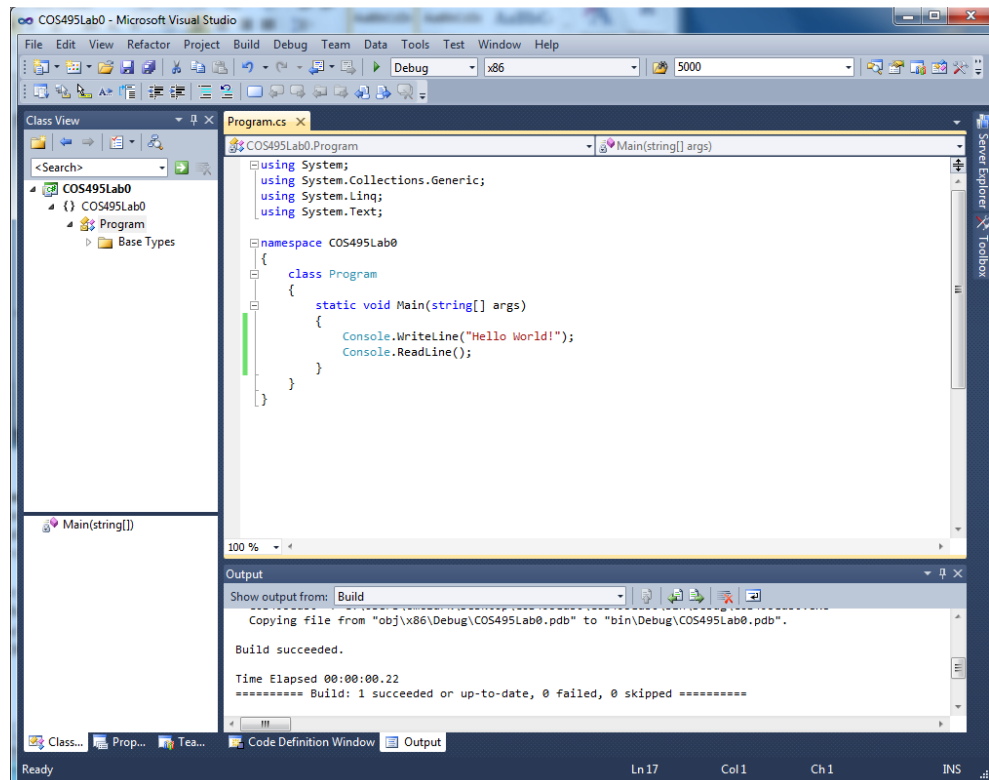 COS495Lab0 - Microsoft Visual Studio
File Edit View Refactor Project Build Debug Team Data Tools Test Window Help
Debug x86 5000
Class View
<Search>
COS495Lab0
{} COS495Lab0
Program
Base Types
Main(string[])
Program.cs
COS495Lab0.Program Main(string[] args)
using System;
using System.Collections.Generic;
using System.Linq;
using System.Text;
namespace COS495Lab0
{
class Program
{
static void Main(string[] args)
{
Console.WriteLine("Hello World!");
Console.ReadLine();
}
}
}
100 %
Server Explorer
Toolbox
Output
Show output from: Build
Copying file from "obj\x86\Debug\COS495Lab0.pdb" to "bin\Debug\COS495Lab0.pdb".
Build succeeded.
Time Elapsed 00:00:00.22
========== Build: 1 succeeded or up-to-date, 0 failed, 0 skipped ==========
Class... Prop... Tea... Code Definition Window Output
Ready Ln 17 Col 1 Ch 1 INS